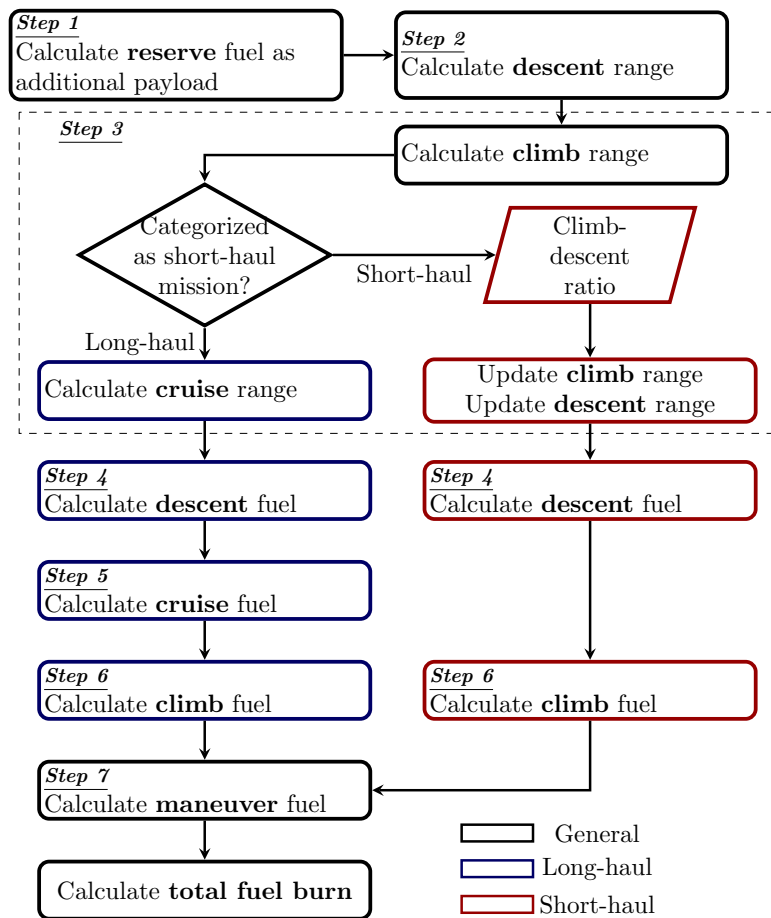 Step 1
Calculate reserve fuel as
additional payload
Step 2
Calculate descent range
Step 3
Calculate climb range
Categorized
as short-haul
mission?
Short-haul
Climb-
descent
ratio
Long-haul
Calculate cruise range
Update climb range
Update descent range
Step 4
Calculate descent fuel
Step 4
Calculate descent fuel
Step 5
Calculate cruise fuel
Step 6
Calculate climb fuel
Step 6
Calculate climb fuel
Step 7
Calculate maneuver fuel
Calculate total fuel burn
General
Long-haul
Short-haul